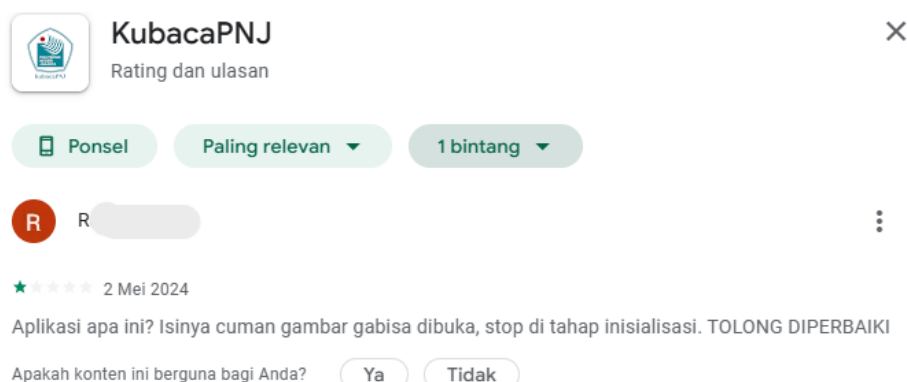 KubacaPNJ
Rating dan ulasan
Ponsel
Paling relevan
1 bintang
R
R
2 Mei 2024
Aplikasi apa ini? Isinya cuman gambar gabisa dibuka, stop di tahap inisialisasi. TOLONG DIPERBAIKI
Apakah konten ini berguna bagi Anda?
Ya
Tidak